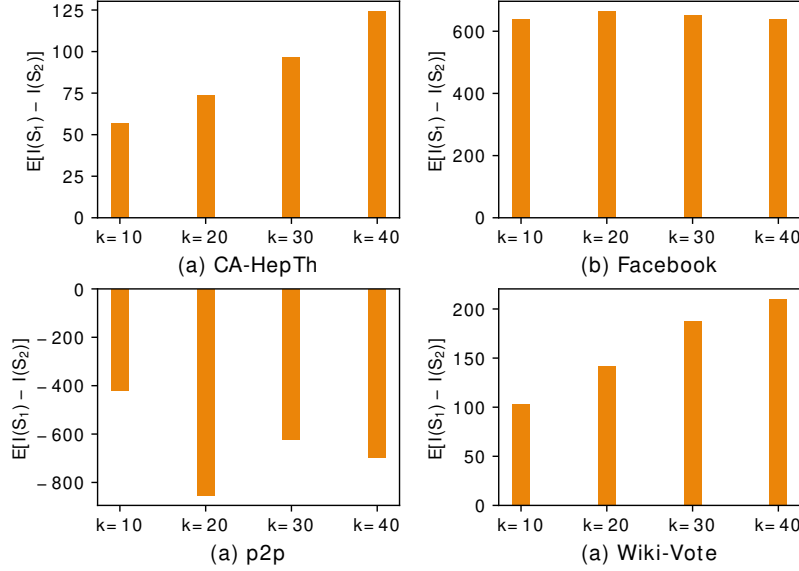 E[I(S₁) − I(S₂)]
125
100
75
50
25
0
k= 10 k= 20 k= 30 k= 40
(a) CA-HepTh
E[I(S₁) − I(S₂)]
600
400
200
0
k= 10 k= 20 k= 30 k= 40
(b) Facebook
E[I(S₁) − I(S₂)]
0
− 200
− 400
− 600
− 800
k= 10 k= 20 k= 30 k= 40
(a) p2p
E[I(S₁) − I(S₂)]
200
150
100
50
0
k= 10 k= 20 k= 30 k= 40
(a) Wiki-Vote